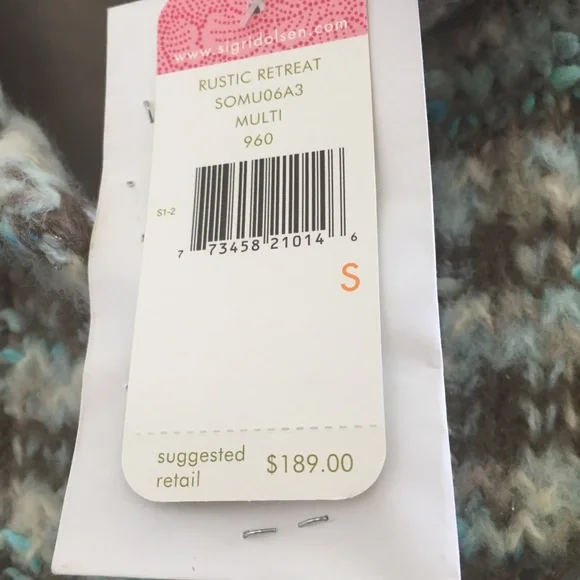 www.sigridolsen.com
RUSTIC RETREAT
SOMU06A3
MULTI
960
S1-2
7 73458 21014 6
S
suggested retail $189.00